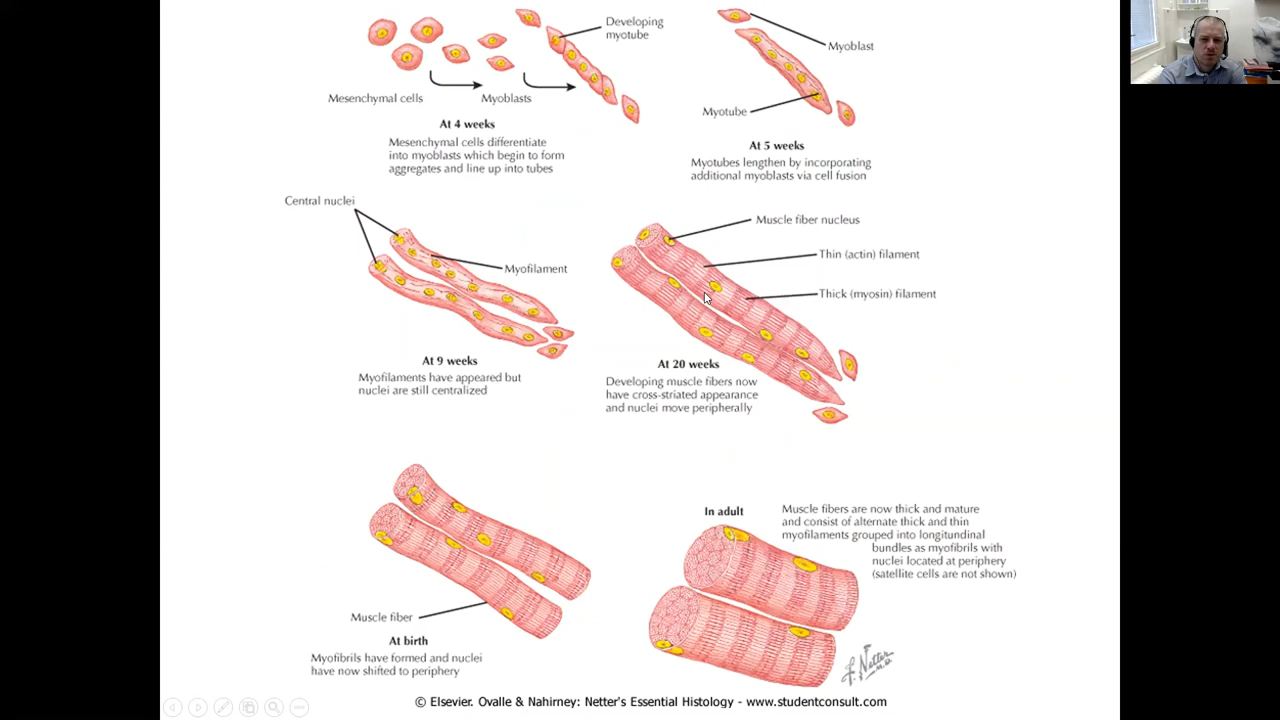 Developing
myotube
Mesenchymal cells
Myoblasts
At 4 weeks
Mesenchymal cells differentiate
into myoblasts which begin to form
aggregates and line up into tubes
Myoblast
Myotube
At 5 weeks
Myotubes lengthen by incorporating
additional myoblasts via cell fusion
Central nuclei
Myofilament
At 9 weeks
Myofilaments have appeared but
nuclei are still centralized
Muscle fiber nucleus
Thin (actin) filament
Thick (myosin) filament
At 20 weeks
Developing muscle fibers now
have cross-striated appearance
and nuclei move peripherally
Muscle fiber
At birth
Myofibrils have formed and nuclei
have now shifted to periphery
In adult
Muscle fibers are now thick and mature
and consist of alternate thick and thin
myofilaments grouped into longitundinal
bundles as myofibrils with
nuclei located at periphery
(satellite cells are not shown)
F. Netter
M.D.
© Elsevier. Ovalle & Nahirney: Netter's Essential Histology - www.studentconsult.com